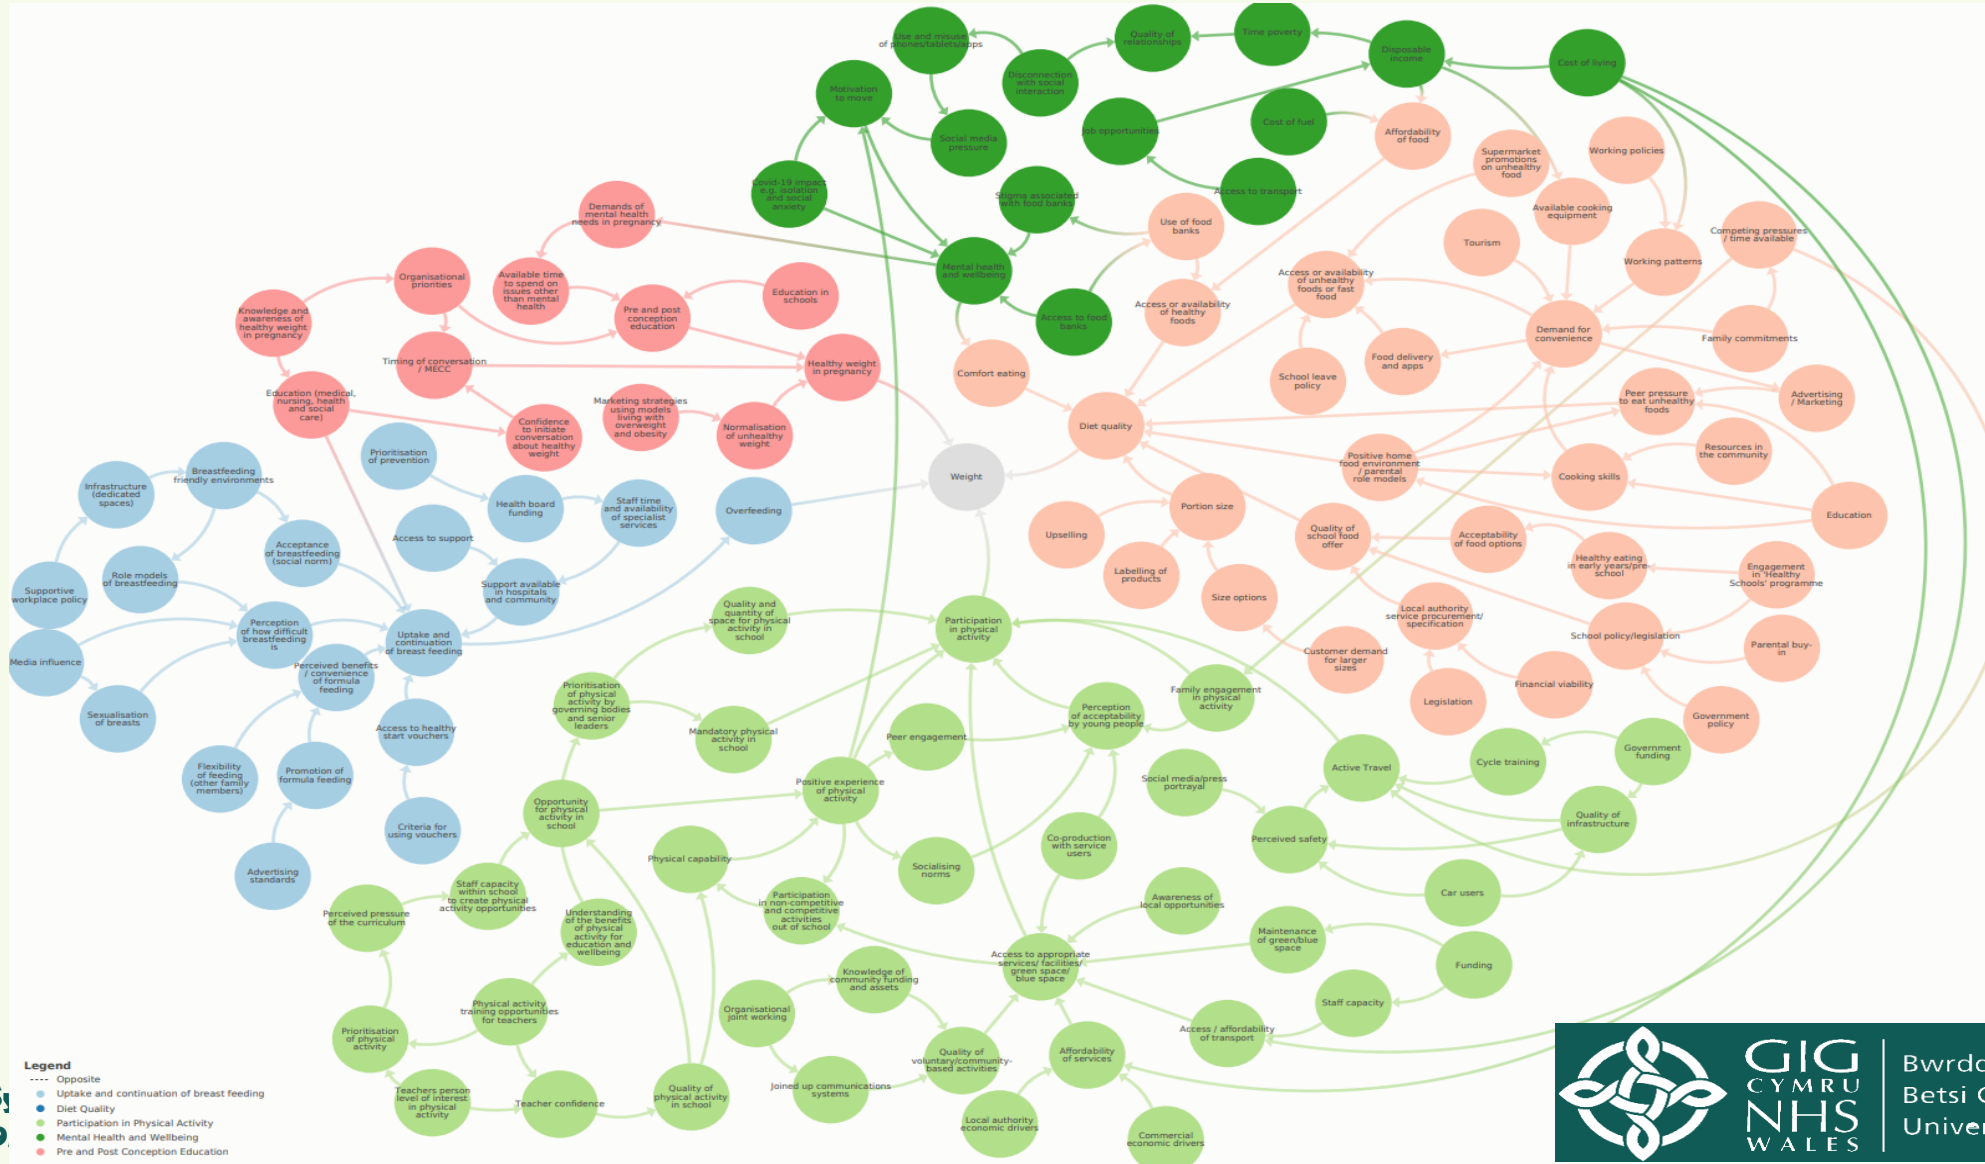 Use and misuse
of phones/tablets/apps
Quality of
relationships
Time poverty
Disposable
income
Cost of living
Disconnection
with social
interaction
Motivation
to move
Social media
pressure
Job opportunities
Cost of fuel
Affordability
of food
Supermarket
promotions
on unhealthy
food
Working policies
Covid-19 impact
e.g. isolation
and social
anxiety
Stigma associated
with food banks
Access to transport
Available cooking
equipment
Demands of
mental health
needs in pregnancy
Use of food
banks
Tourism
Competing pressures
/ time available
Working patterns
Mental health
and wellbeing
Organisational
priorities
Available time
to spend on
issues other
than mental
health
Education in
schools
Access or availability
of unhealthy
foods or fast
food
Knowledge and
awareness of
healthy weight
in pregnancy
Pre and post
conception
education
Access to food
banks
Access or availability
of healthy
foods
Demand for
convenience
Family commitments
Timing of conversation
/ MECC
Healthy weight
in pregnancy
Comfort eating
School leave
policy
Food delivery
and apps
Education (medical,
nursing, health
and social
care)
Marketing strategies
using models
living with
overweight
and obesity
Peer pressure
to eat unhealthy
foods
Advertising
/ Marketing
Confidence
to initiate
conversation
about healthy
weight
Normalisation
of unhealthy
weight
Diet quality
Prioritisation
of prevention
Weight
Positive home
food environment
/ parental
role models
Cooking skills
Resources in
the community
Breastfeeding
friendly environments
Infrastructure
(dedicated
spaces)
Health board
funding
Staff time
and availability
of specialist
services
Overfeeding
Portion size
Education
Access to support
Upselling
Quality of
school food
offer
Acceptability
of food options
Acceptance
of breastfeeding
(social norm)
Role models
of breastfeeding
Supportive
workplace policy
Support available
in hospitals
and community
Labelling of
products
Healthy eating
in early years/pre-
school
Engagement
in 'Healthy
Schools' programme
Size options
Quality and
quantity of
space for physical
activity in
school
Participation
in physical
activity
Local authority
service procurement/
specification
Perception
of how difficult
breastfeeding
is
Uptake and
continuation
of breast feeding
School policy/legislation
Parental buy-
in
Media influence
Perceived benefits
/ convenience
of formula
feeding
Customer demand
for larger
sizes
Prioritisation
of physical
activity by
governing bodies
and senior
leaders
Family engagement
in physical
activity
Financial viability
Legislation
Sexualisation
of breasts
Access to healthy
start vouchers
Perception
of acceptability
by young people
Government
policy
Mandatory physical
activity in
school
Peer engagement
Government
funding
Cycle training
Active Travel
Flexibility
of feeding
(other family
members)
Promotion of
formula feeding
Positive experience
of physical
activity
Social media/press
portrayal
Opportunity
for physical
activity in
school
Quality of
infrastructure
Criteria for
using vouchers
Co-production
with service
users
Perceived safety
Physical capability
Socialising
norms
Advertising
standards
Staff capacity
within school
to create physical
activity opportunities
Car users
Awareness of
local opportunities
Participation
in non-competitive
and competitive
activities
out of school
Perceived pressure
of the curriculum
Understanding
of the benefits
of physical
activity for
education and
wellbeing
Maintenance
of green/blue
space
Access to appropriate
services/ facilities/
green space/
blue space
Funding
Knowledge of
community funding
and assets
Staff capacity
Physical activity
training opportunities
for teachers
Organisational
joint working
Access / affordability
of transport
Prioritisation
of physical
activity
Quality of
voluntary/community-
based activities
Affordability
of services
Joined up communications
systems
Teachers person
level of interest
in physical
activity
Teacher confidence
Quality of
physical activity
in school
Local authority
economic drivers
Commercial
economic drivers
Legend
Opposite
Uptake and continuation of breast feeding
Diet Quality
Participation in Physical Activity
Mental Health and Wellbeing
Pre and Post Conception Education
GIG
CYMRU
NHS
WALES
Bwrdd
Betsi C
Univer